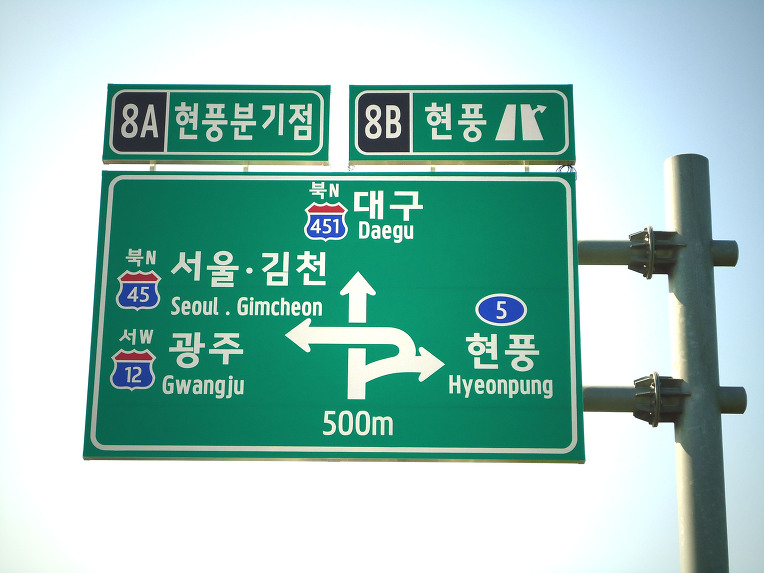 8A 현풍분기점
8B 현풍
북N
451 대구
Daegu
북N
45 서울·김천
Seoul . Gimcheon
서W
12 광주
Gwangju
5
현풍
Hyeonpung
500m